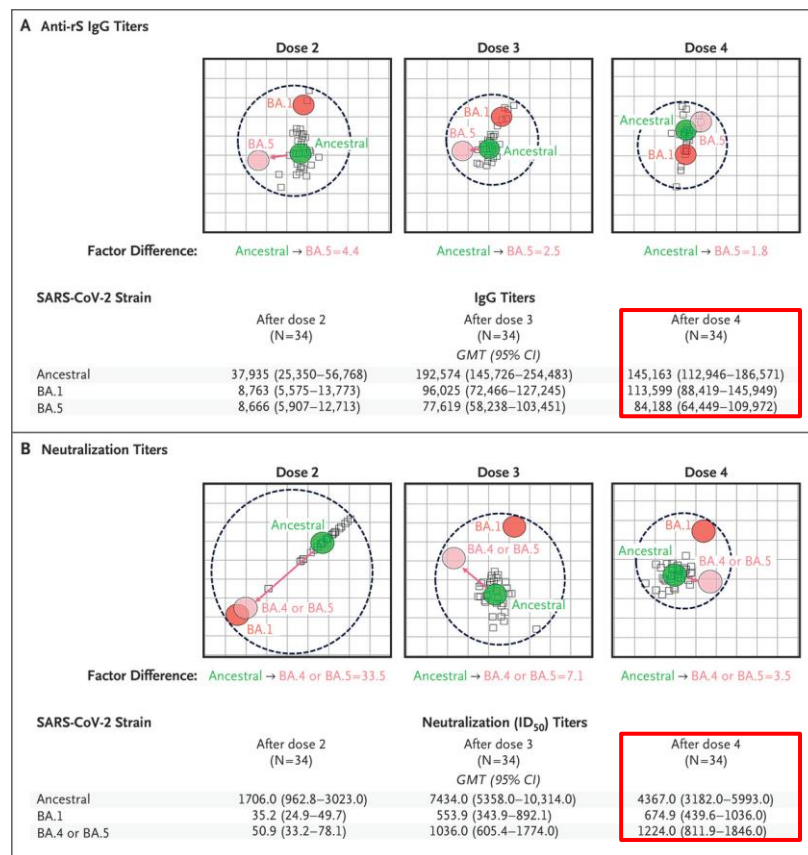 A Anti-rS IgG Titers
Dose 2 Dose 3 Dose 4
BA.1
BA.5
Ancestral
BA.1
BA.5
Ancestral
Ancestral
BA.5
BA.1
Factor Difference: Ancestral → BA.5=4.4 Ancestral → BA.5=2.5 Ancestral → BA.5=1.8
SARS-CoV-2 Strain IgG Titers
After dose 2 After dose 3 After dose 4
(N=34) (N=34) (N=34)
GMT (95% CI)
Ancestral 37,935 (25,350–56,768) 192,574 (145,726–254,483) 145,163 (112,946–186,571)
BA.1 8,763 (5,575–13,773) 96,025 (72,466–127,245) 113,599 (88,419–145,949)
BA.5 8,666 (5,907–12,713) 77,619 (58,238–103,451) 84,188 (64,449–109,972)
B Neutralization Titers
Dose 2 Dose 3 Dose 4
Ancestral
BA.4 or BA.5
BA.1
BA.1
BA.4 or BA.5
Ancestral
BA.1
Ancestral
BA.4 or BA.5
Factor Difference: Ancestral → BA.4 or BA.5=33.5 Ancestral → BA.4 or BA.5=7.1 Ancestral → BA.4 or BA.5=3.5
SARS-CoV-2 Strain Neutralization (ID50) Titers
After dose 2 After dose 3 After dose 4
(N=34) (N=34) (N=34)
GMT (95% CI)
Ancestral 1706.0 (962.8–3023.0) 7434.0 (5358.0–10,314.0) 4367.0 (3182.0–5993.0)
BA.1 35.2 (24.9–49.7) 553.9 (343.9–892.1) 674.9 (439.6–1036.0)
BA.4 or BA.5 50.9 (33.2–78.1) 1036.0 (605.4–1774.0) 1224.0 (811.9–1846.0)